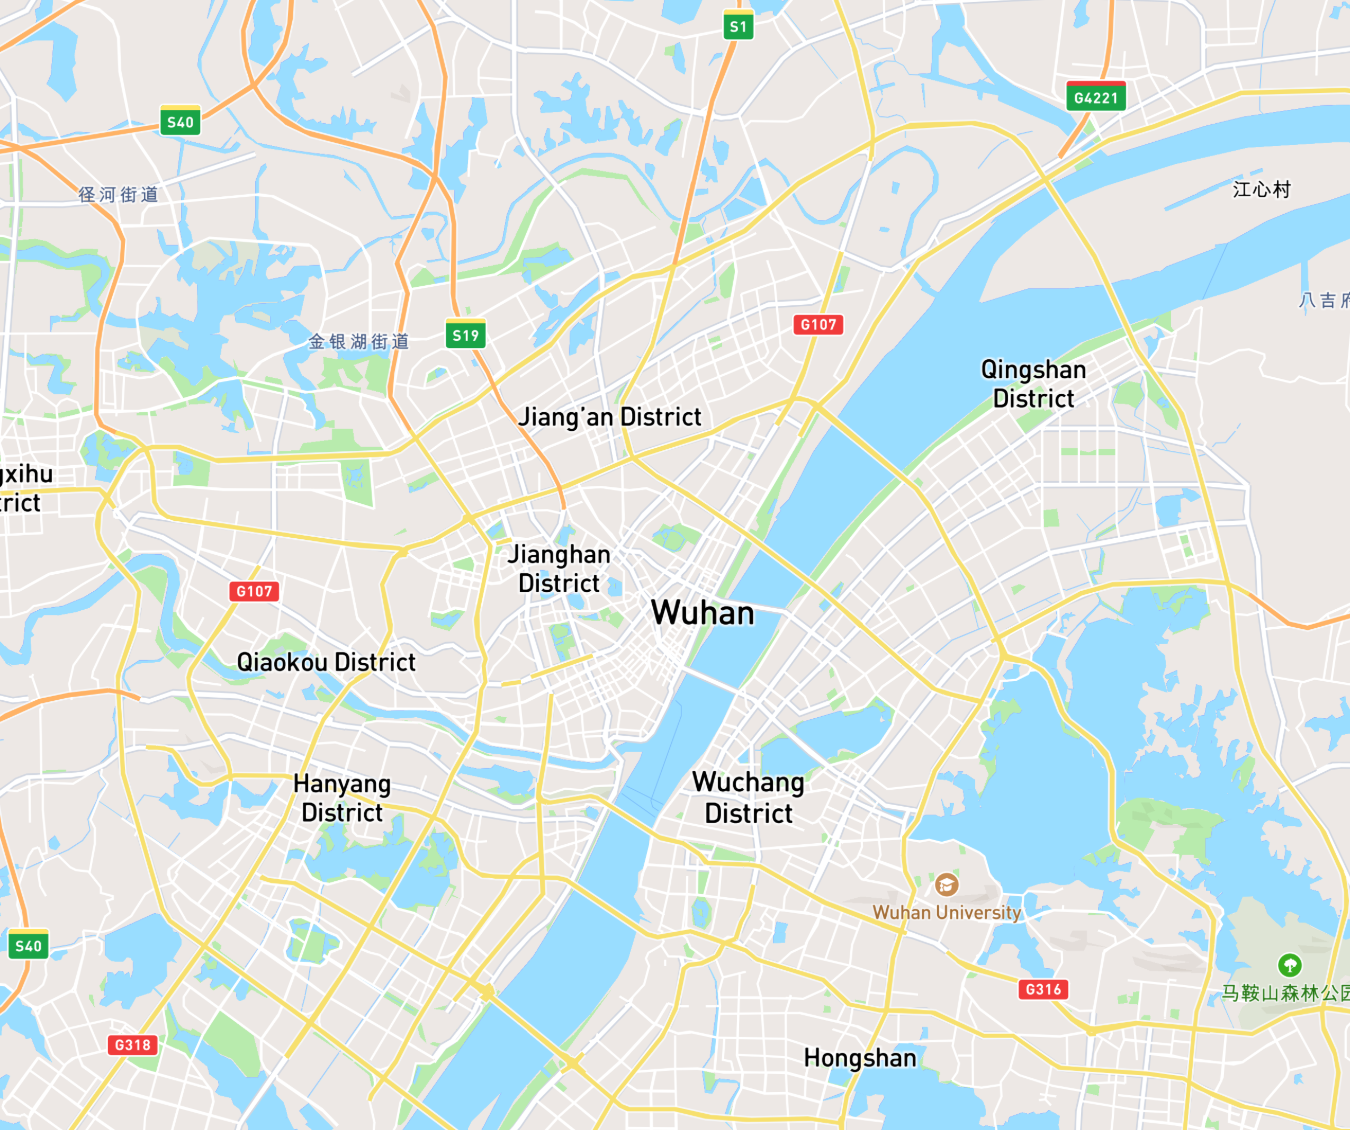 S1
G4221
S40
径河街道
江心村
八吉府
金银湖街道
G107
S19
Qingshan
District
Jiang'an District
gxihu
trict
Jianghan
District
G107
Wuhan
Qiaokou District
Hanyang
District
Wuchang
District
Wuhan University
S40
G316
马鞍山森林公园
G318
Hongshan